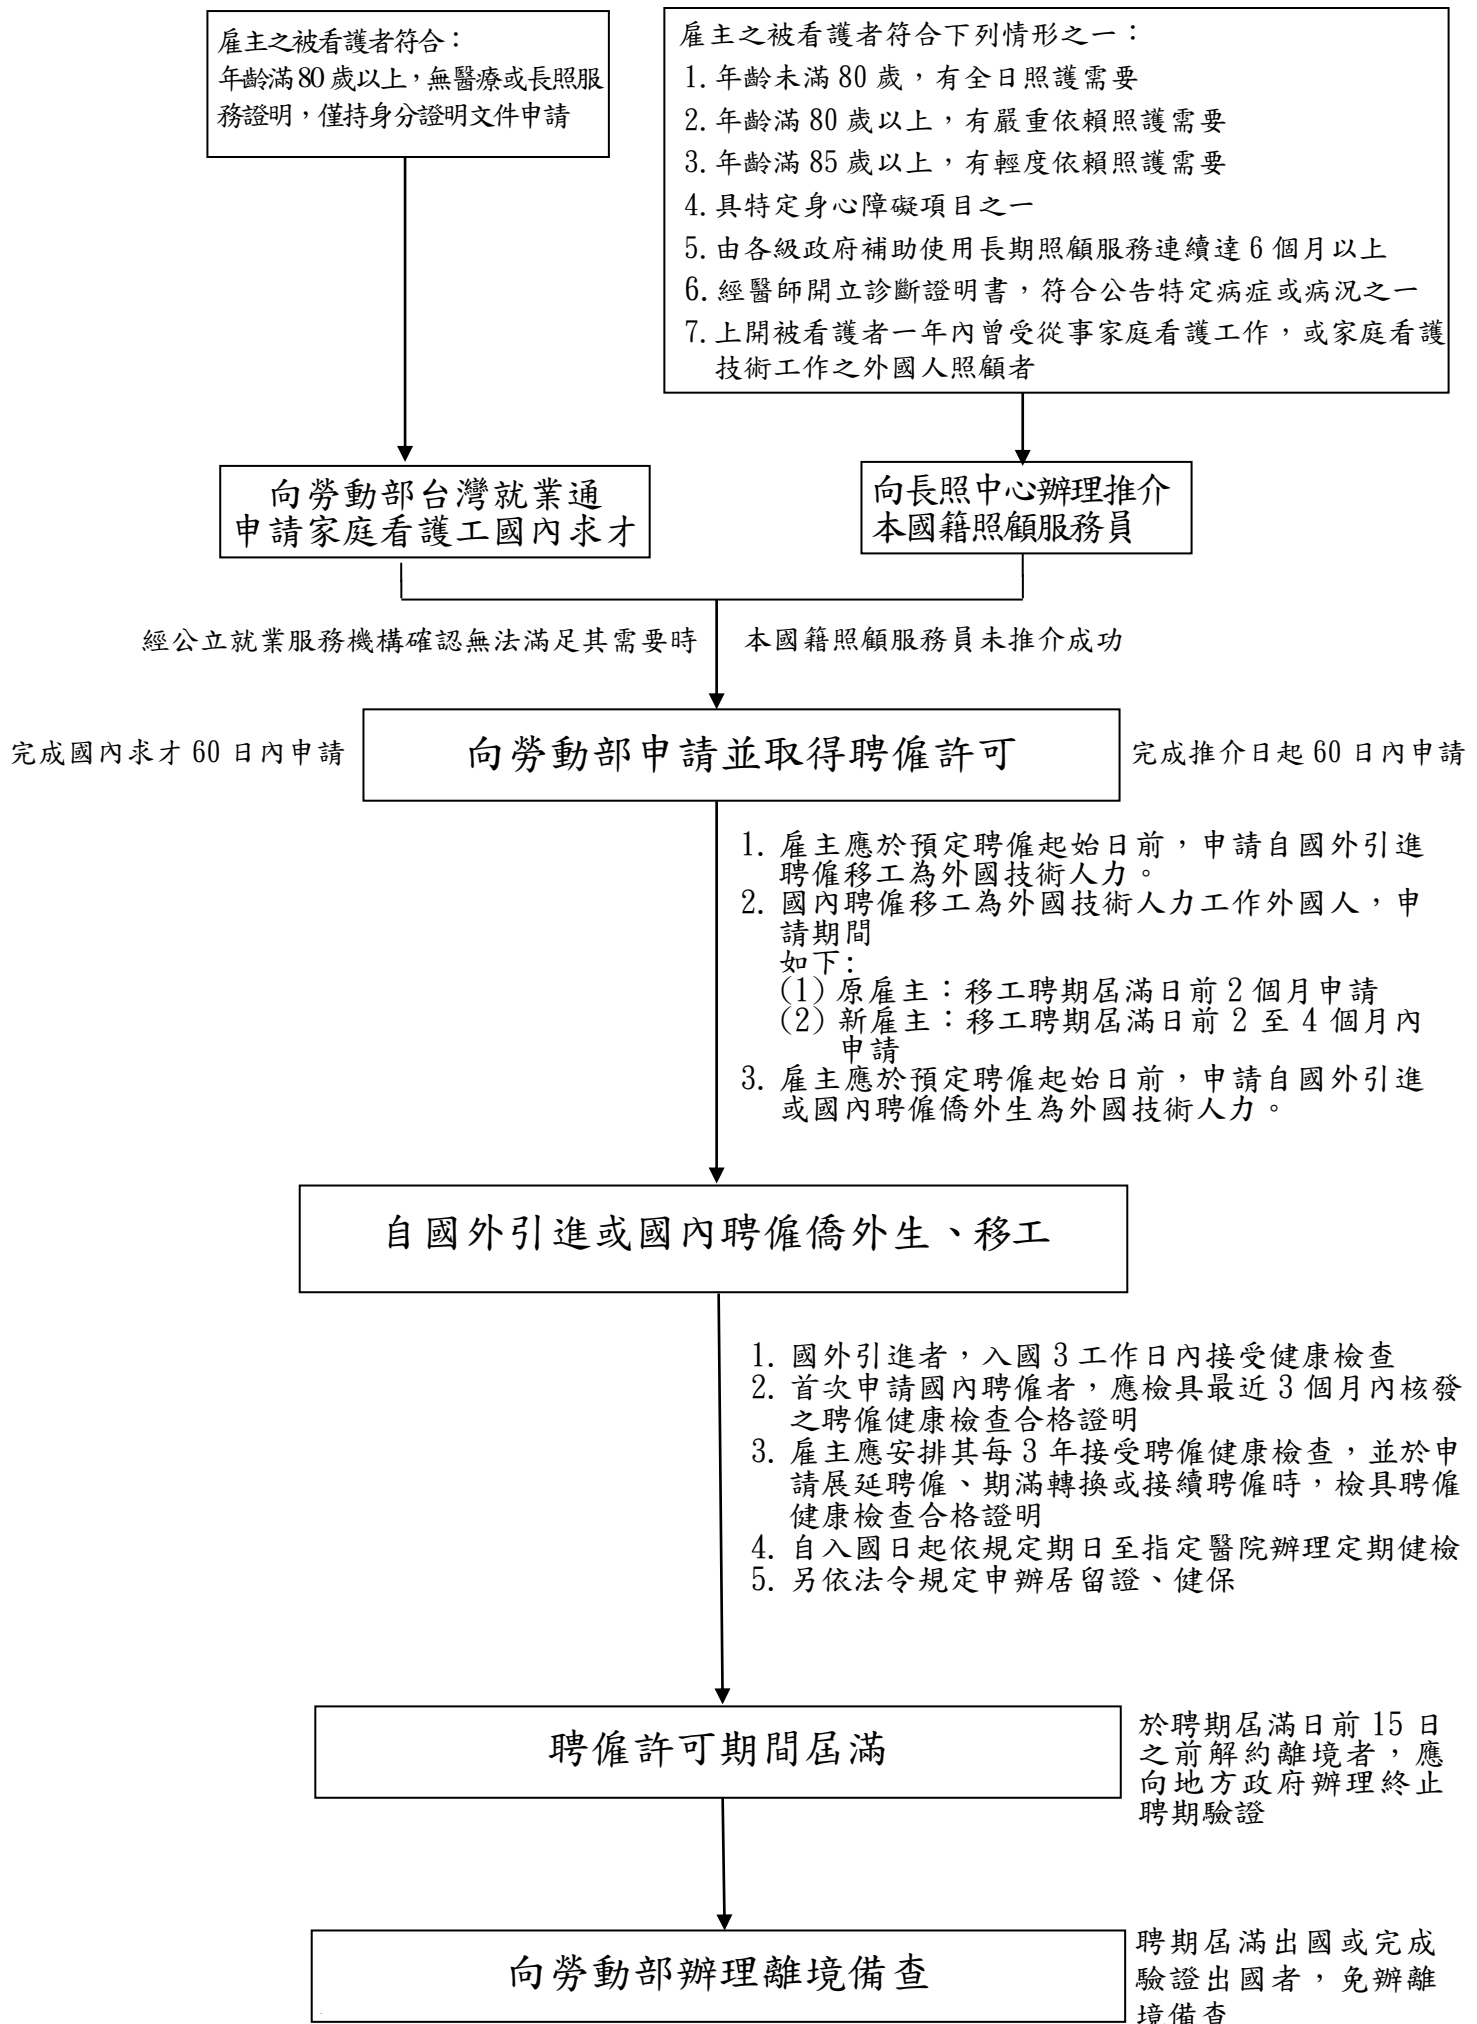 雇主之被看護者符合：
年齡滿80歲以上，無醫療或長照服
務證明，僅持身分證明文件申請
雇主之被看護者符合下列情形之一：
1.年齡未滿80歲，有全日照護需要
2.年齡滿80歲以上，有嚴重依賴照護需要
3.年齡滿85歲以上，有輕度依賴照護需要
4.具特定身心障礙項目之一
5.由各級政府補助使用長期照顧服務連續達6個月以上
6.經醫師開立診斷證明書，符合公告特定病症或病況之一
7.上開被看護者一年內曾受從事家庭看護工作，或家庭看護
技術工作之外國人照顧者
向勞動部台灣就業通
申請家庭看護工國內求才
向長照中心辦理推介
本國籍照顧服務員
經公立就業服務機構確認無法滿足其需要時
本國籍照顧服務員未推介成功
完成國內求才60日內申請
向勞動部申請並取得聘僱許可
完成推介日起60日內申請
1. 雇主應於預定聘僱起始日前，申請自國外引進
聘僱移工為外國技術人力。
2. 國內聘僱移工為外國技術人力工作外國人，申
請期間
如下:
(1)原雇主：移工聘期屆滿日前2個月申請
(2)新雇主：移工聘期屆滿日前2至4個月內
申請
3. 雇主應於預定聘僱起始日前，申請自國外引進
或國內聘僱僑外生為外國技術人力。
自國外引進或國內聘僱僑外生、移工
1. 國外引進者，入國3工作日內接受健康檢查
2. 首次申請國內聘僱者，應檢具最近3個月內核發
之聘僱健康檢查合格證明
3. 雇主應安排其每3年接受聘僱健康檢查，並於申
請展延聘僱、期滿轉換或接續聘僱時，檢具聘僱
健康檢查合格證明
4. 自入國日起依規定期日至指定醫院辦理定期健檢
5. 另依法令規定申辦居留證、健保
聘僱許可期間屆滿
於聘期屆滿日前15日
之前解約離境者，應
向地方政府辦理終止
聘期驗證
向勞動部辦理離境備查
聘期屆滿出國或完成
驗證出國者，免辦離
境備查